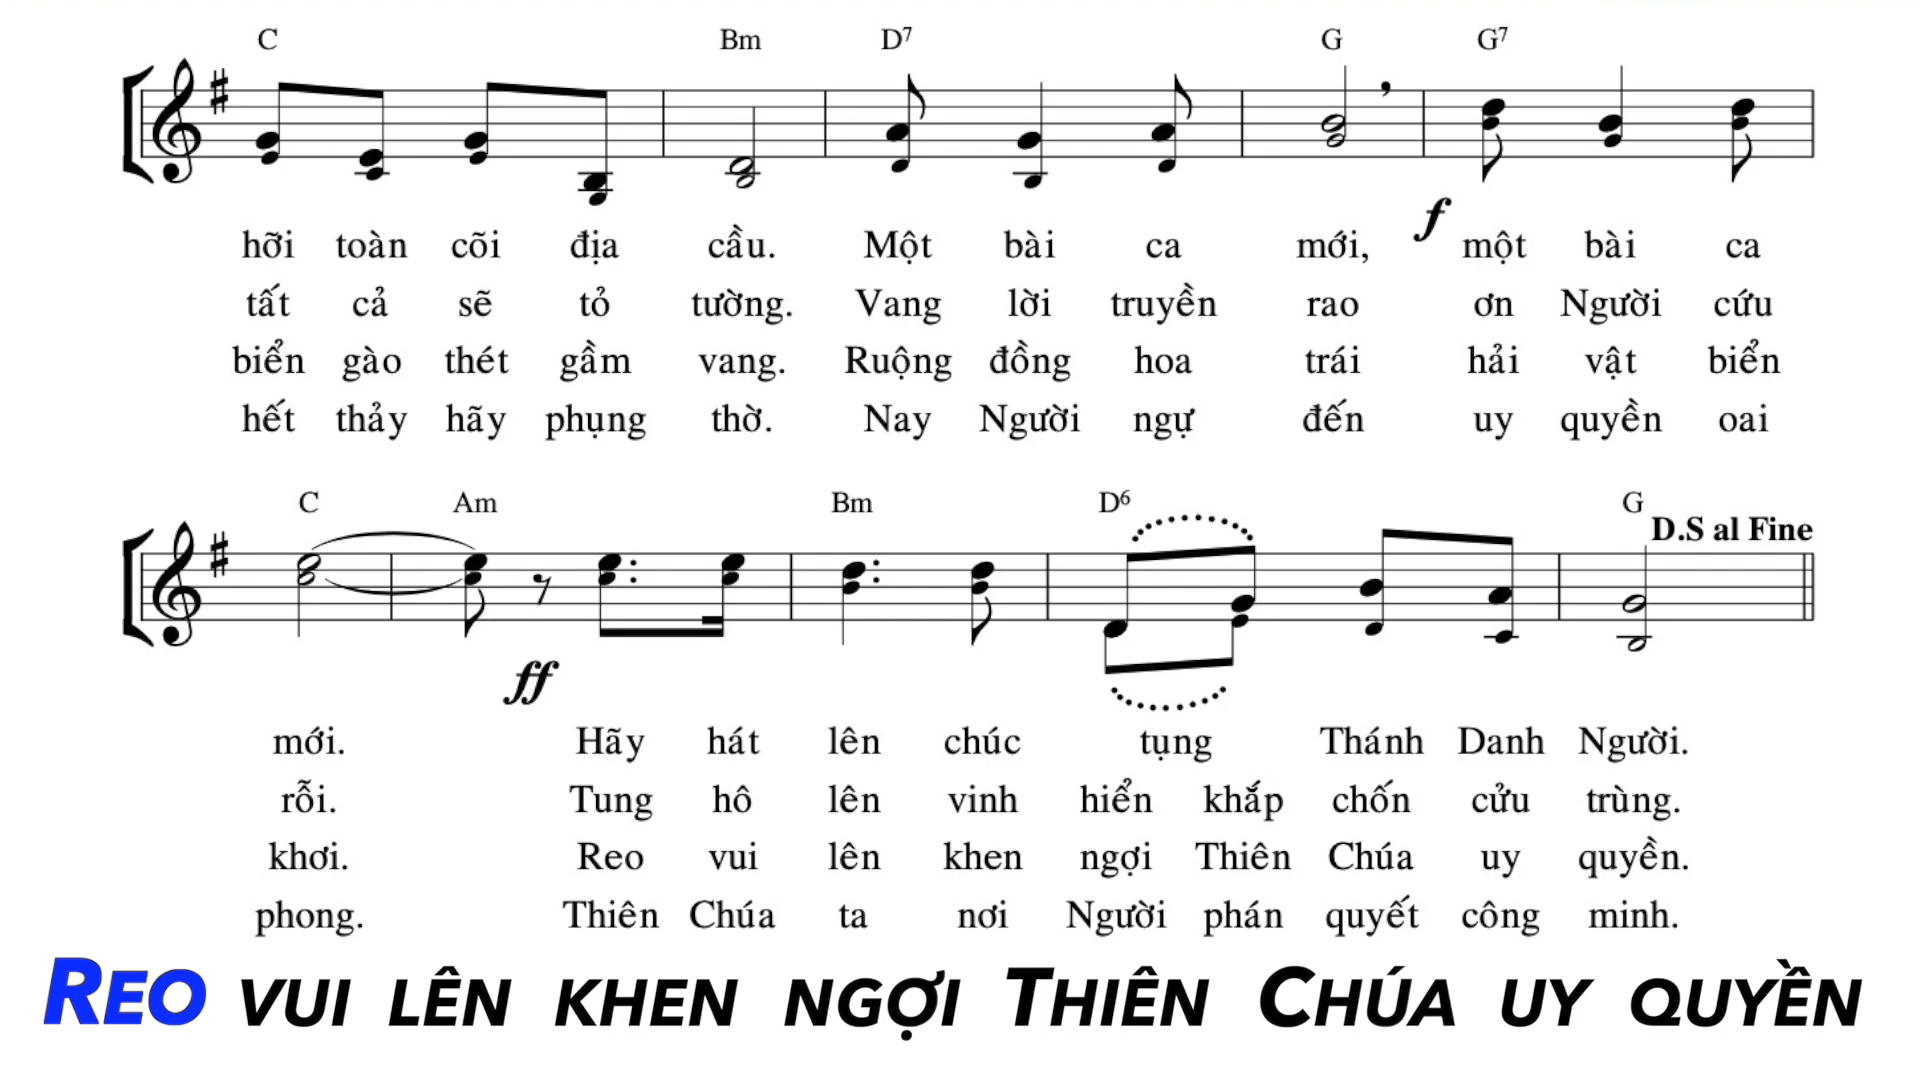 C Bm D7 G G7
f
hỡi toàn cõi địa cầu. Một bài ca mới, một bài ca
tất cả sẽ tỏ tường. Vang lời truyền rao ơn Người cứu
biển gào thét gầm vang. Ruộng đồng hoa trái hải vật biển
hết thảy hãy phụng thờ. Nay Người ngự đến uy quyền oai
C Am Bm D6 G
D.S al Fine
ff
mới. Hãy hát lên chúc tụng Thánh Danh Người.
rỗi. Tung hô lên vinh hiển khắp chốn cửu trùng.
khơi. Reo vui lên khen ngợi Thiên Chúa uy quyền.
phong. Thiên Chúa ta nơi Người phán quyết công minh.
REO VUI LÊN KHEN NGỢI THIÊN CHÚA UY QUYỀN